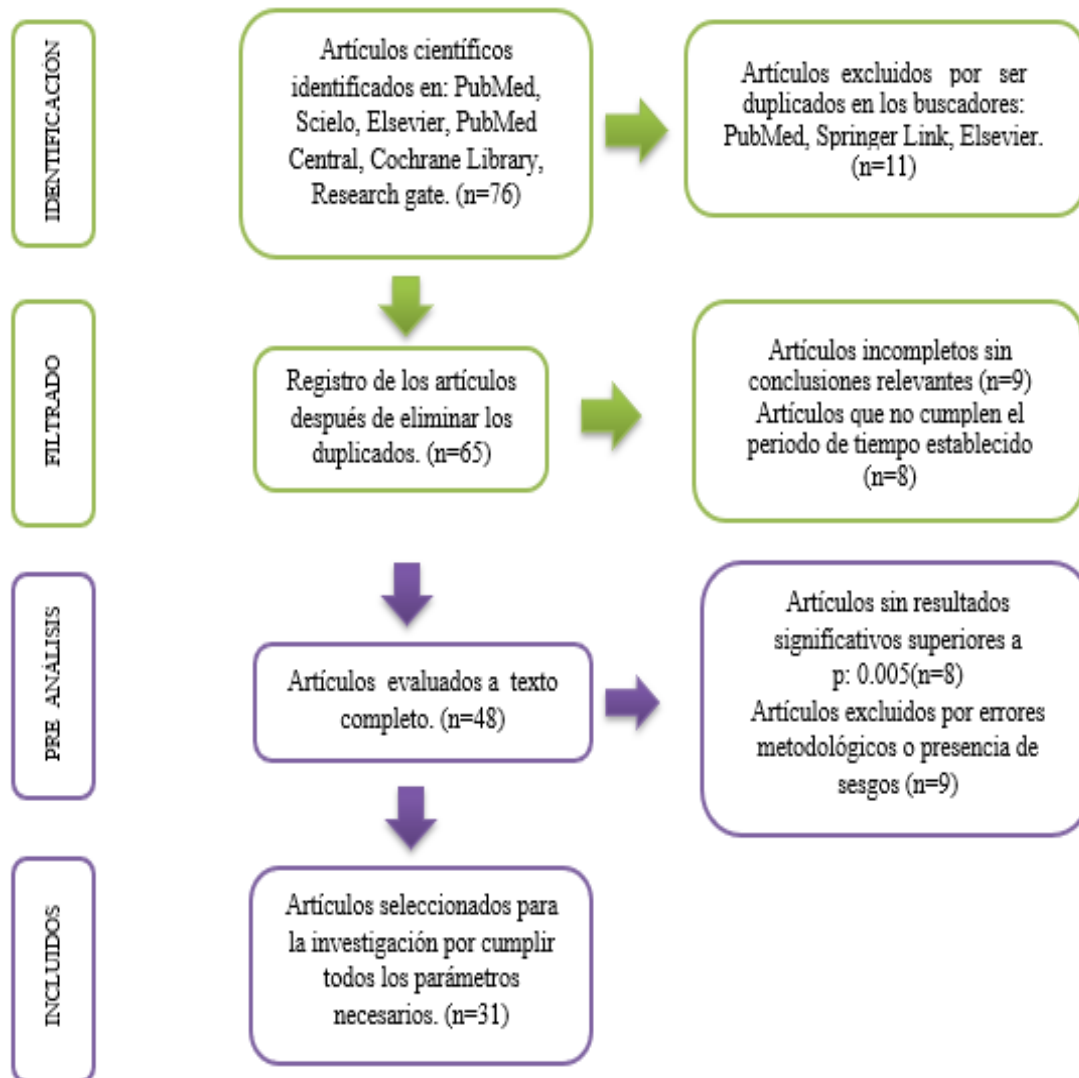 IDENTIFICACIÓN
Artículos científicos
identificados en: PubMed,
Scielo, Elsevier, PubMed
Central, Cochrane Library,
Research gate. (n=76)
Artículos excluidos por ser
duplicados en los buscadores:
PubMed, Springer Link, Elsevier.
(n=11)
FILTRADO
Registro de los artículos
después de eliminar los
duplicados. (n=65)
Artículos incompletos sin
conclusiones relevantes (n=9)
Artículos que no cumplen el
periodo de tiempo establecido
(n=8)
PRE ANÁLISIS
Artículos evaluados a texto
completo. (n=48)
Artículos sin resultados
significativos superiores a
p: 0.005(n=8)
Artículos excluidos por errores
metodológicos o presencia de
sesgos (n=9)
INCLUIDOS
Artículos seleccionados para
la investigación por cumplir
todos los parámetros
necesarios. (n=31)